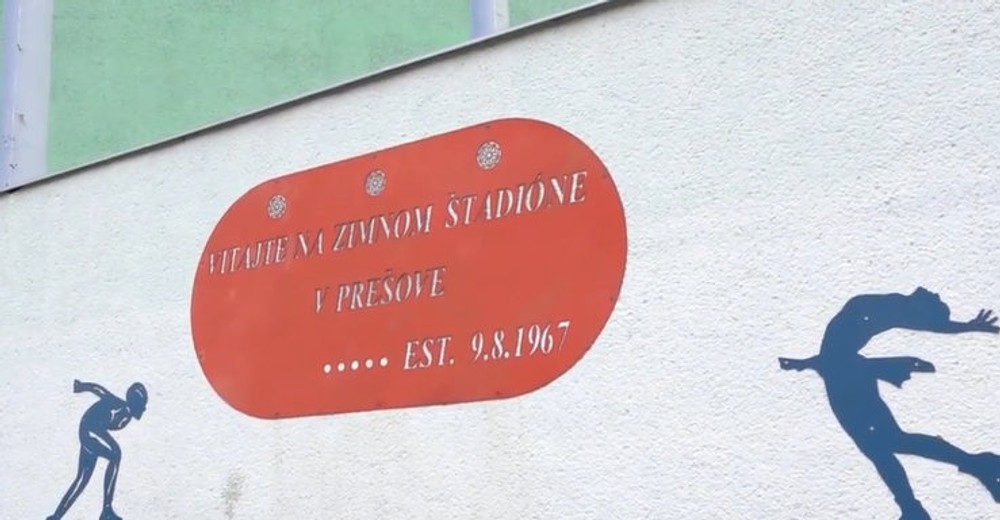 VITAJTE NA ZIMNOM ŠTADIÓNE
V PREŠOVE
..... EST. 9.8.1967